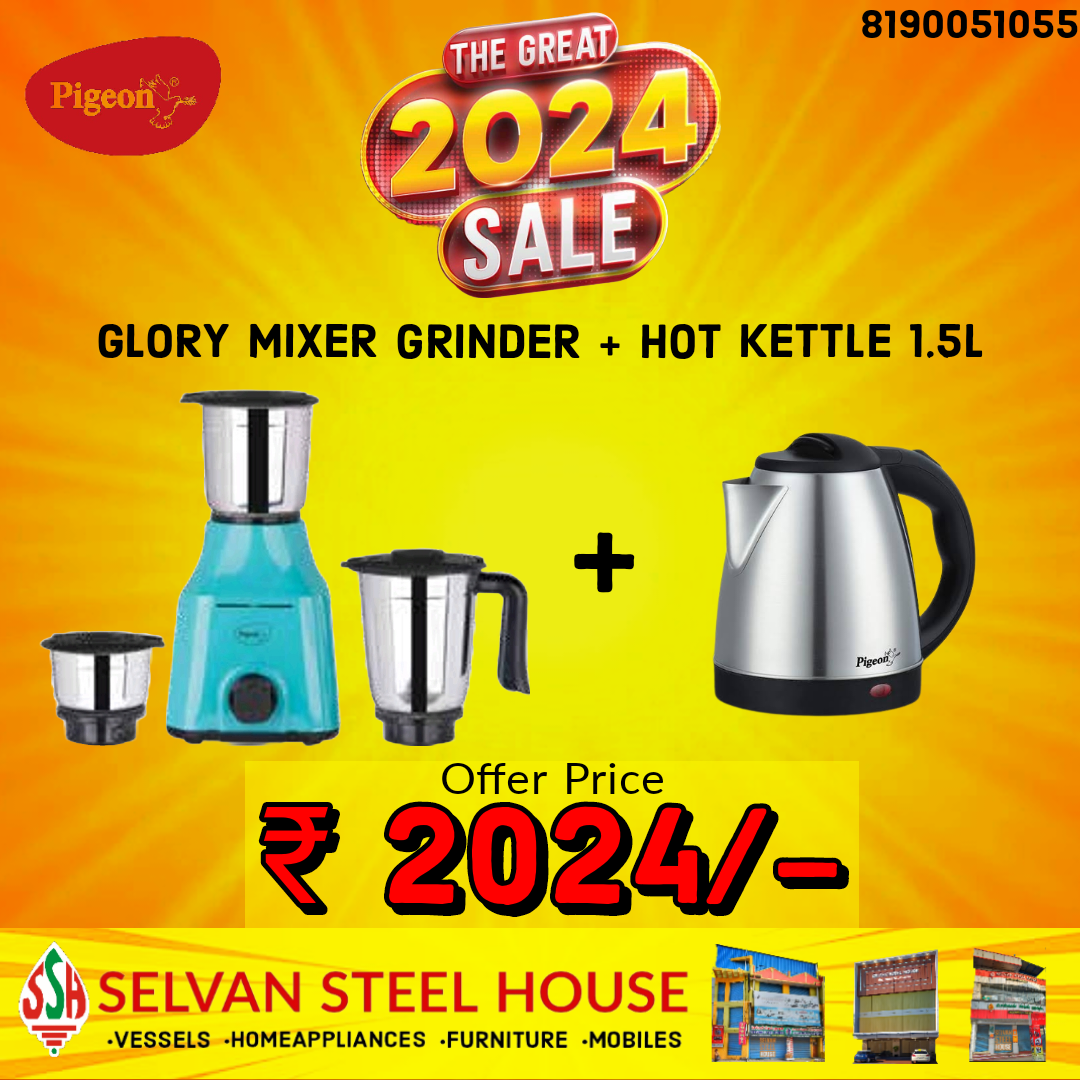 8190051055
Pigeon®
THE GREAT
2024
SALE
GLORY MIXER GRINDER + HOT KETTLE 1.5L
+
Pigeon
Pigeon
Offer Price
₹ 2024/-
SSH
SELVAN STEEL HOUSE
·VESSELS ·HOMEAPPLIANCES ·FURNITURE ·MOBILES